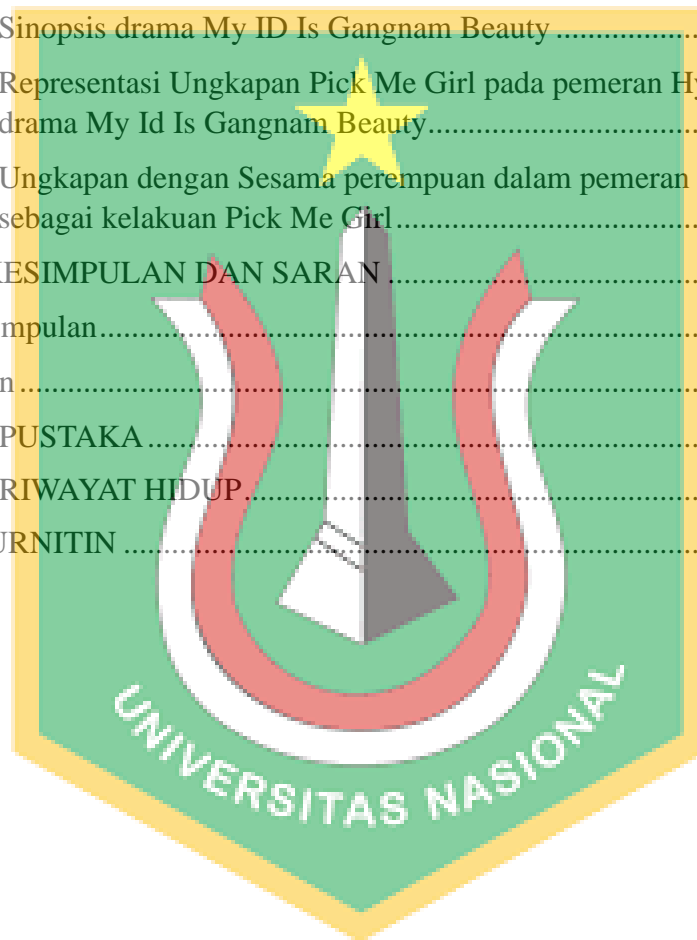 Sinopsis drama My ID Is Gangnam Beauty ....................
Representasi Ungkapan Pick Me Girl pada pemeran Hy
drama My Id Is Gangnam Beauty....................................
Ungkapan dengan Sesama perempuan dalam pemeran
sebagai kelakuan Pick Me Girl ........................................
KESIMPULAN DAN SARAN .........................................
mpulan..............................................................................
n ........................................................................................
PUSTAKA ........................................................................
RIWAYAT HIDUP............................................................
URNITIN ..........................................................................
UNIVERSITAS NASIONAL